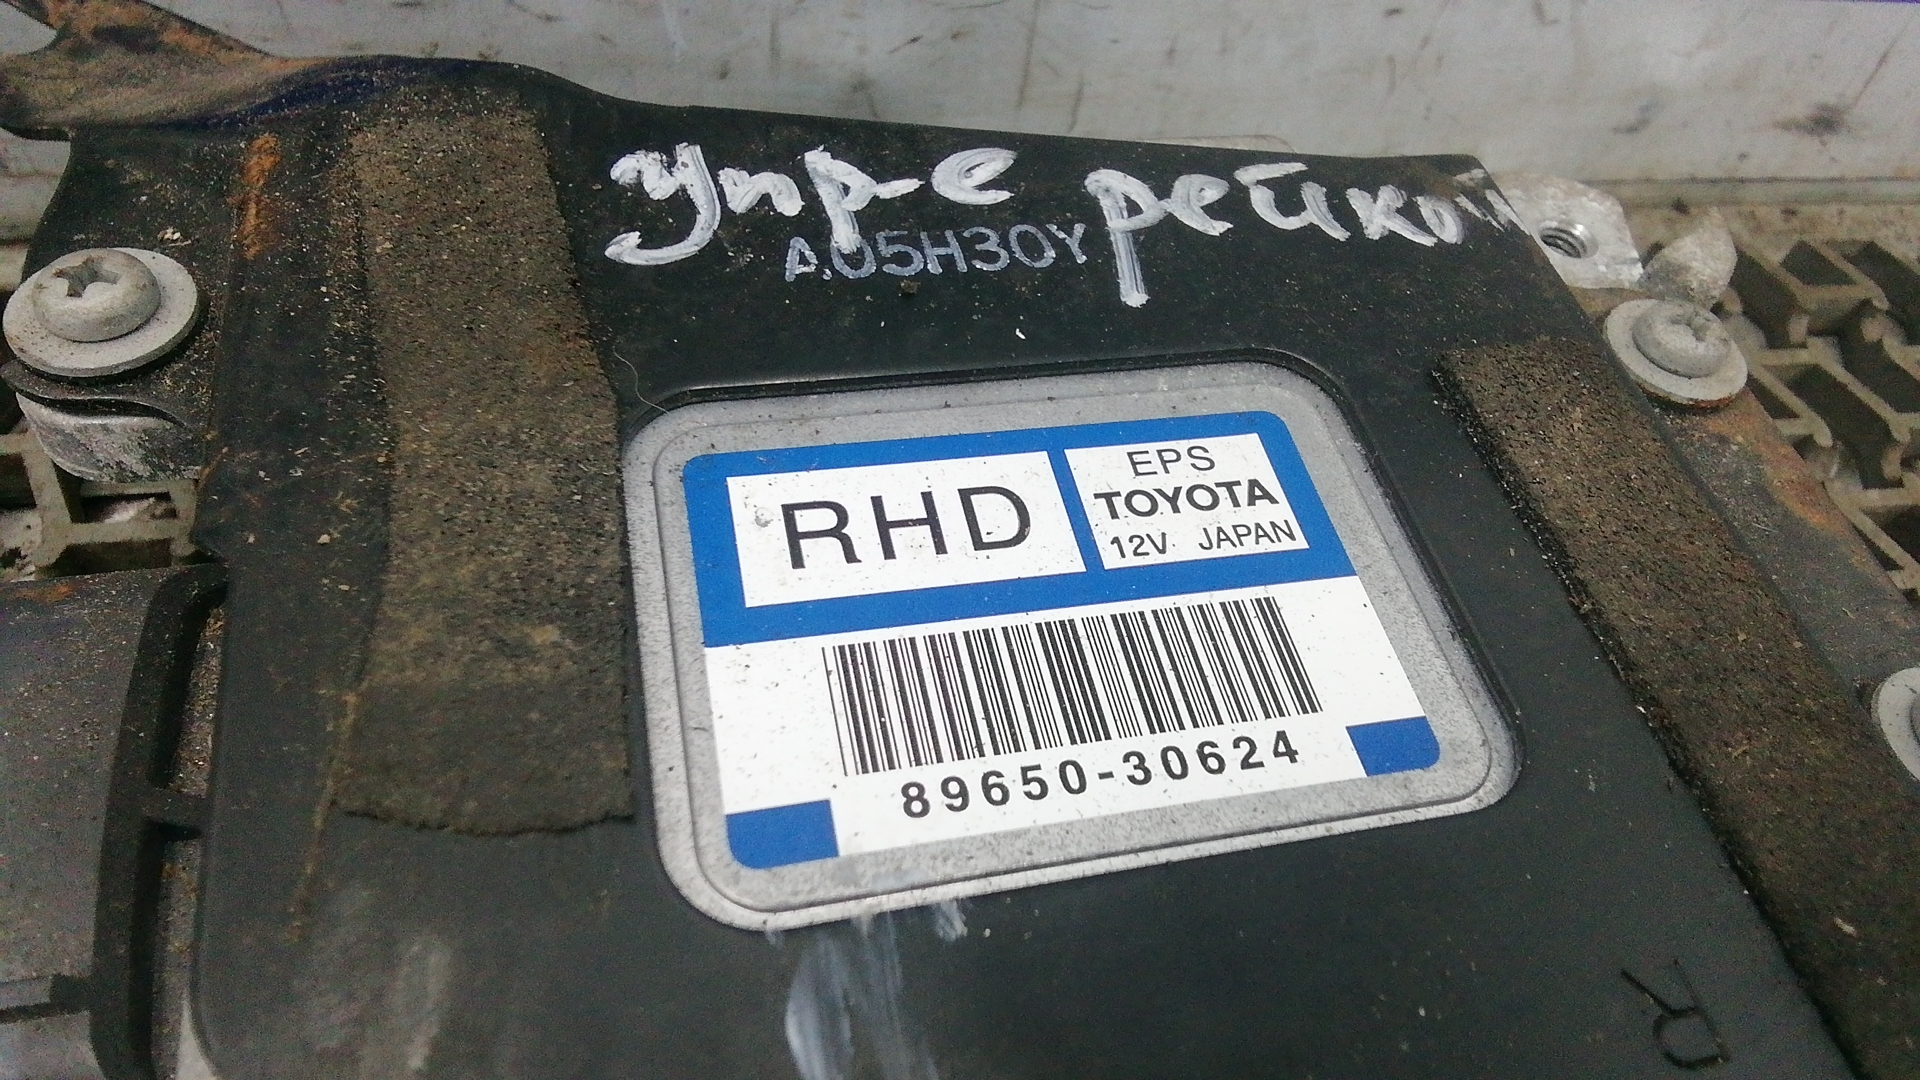 упр-е рейкой
A.05H30Y
RHD
EPS
TOYOTA
12V JAPAN
89650-30624
R